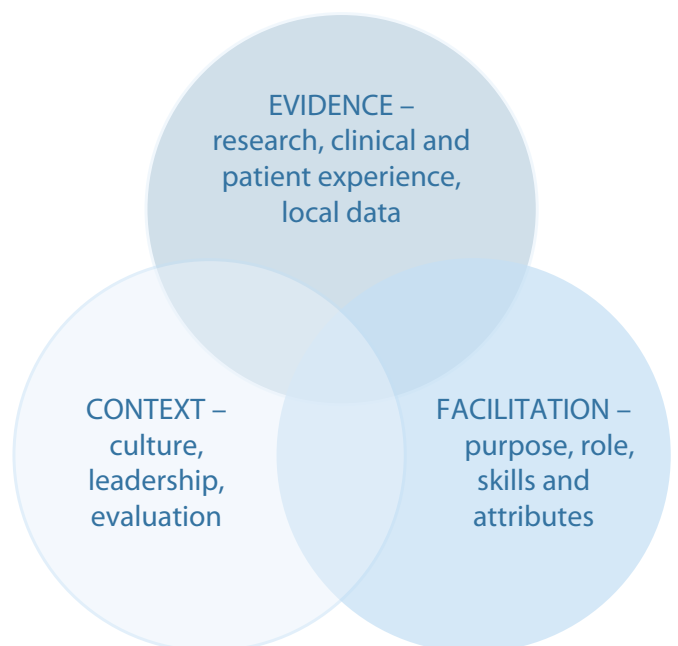 EVIDENCE –
research, clinical and
patient experience,
local data
CONTEXT –
culture,
leadership,
evaluation
FACILITATION –
purpose, role,
skills and
attributes